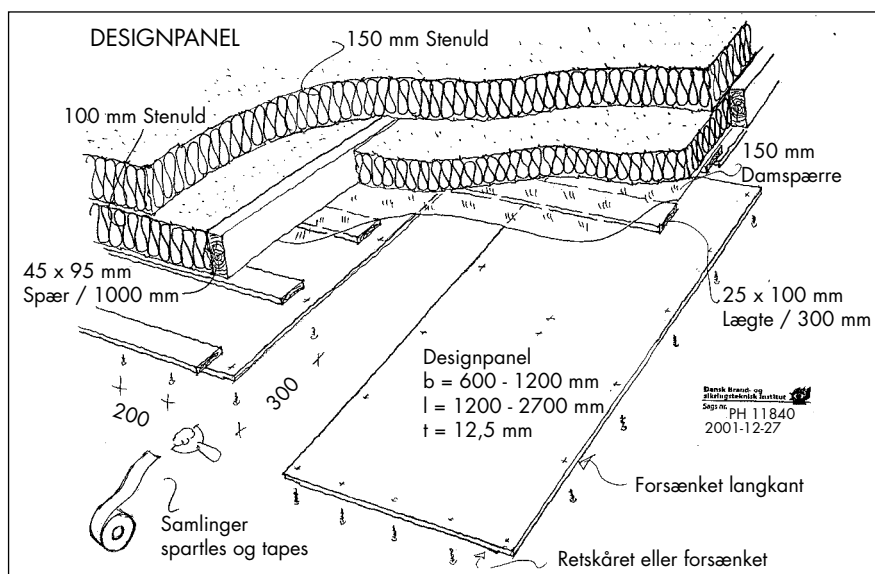 DESIGNPANEL
150 mm Stenuld
100 mm Stenuld
150 mm
Damspærre
45 x 95 mm
Spær / 1000 mm
25 x 100 mm
Lægte / 300 mm
Designpanel
b = 600 - 1200 mm
l = 1200 - 2700 mm
t = 12,5 mm
200
300
Dansk Brand- og
sikringsteknisk Institut
Sags nr. PH 11840
2001-12-27
Forsænket langkant
Samlinger
spartles og tapes
Retskåret eller forsænket